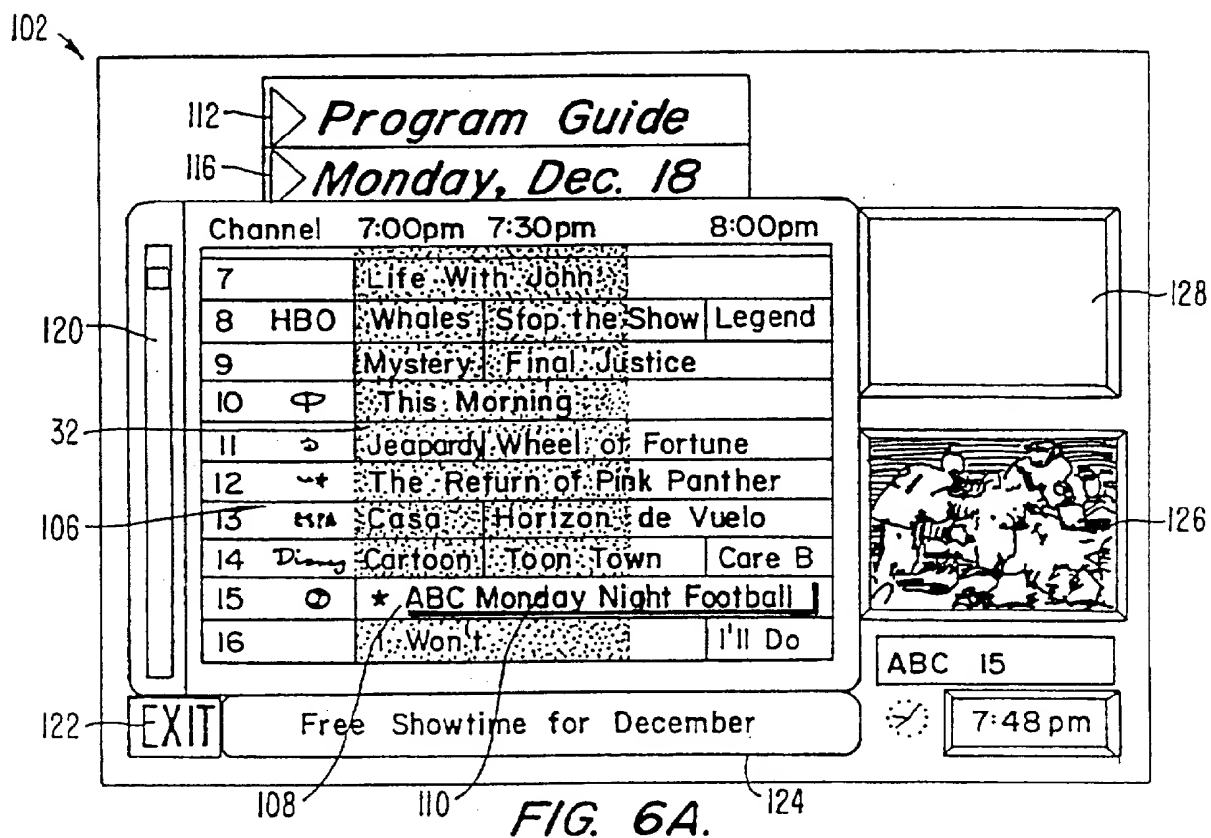 102
112 Program Guide
116 Monday, Dec. 18
Channel 7:00pm 7:30pm 8:00pm
7 Life With John
8 HBO Whales Stop the Show Legend
9 Mystery Final Justice
10 This Morning
11 Jeopardy Wheel of Fortune
12 The Return of Pink Panther
13 Casa Horizon de Vuelo
14 Disney Cartoon Toon Town Care B
15 ★ ABC Monday Night Football
16 I Won't I'll Do
120
32
106
128
126
ABC 15
122 EXIT Free Showtime for December
7:48 pm
108 110 124
FIG. 6A.